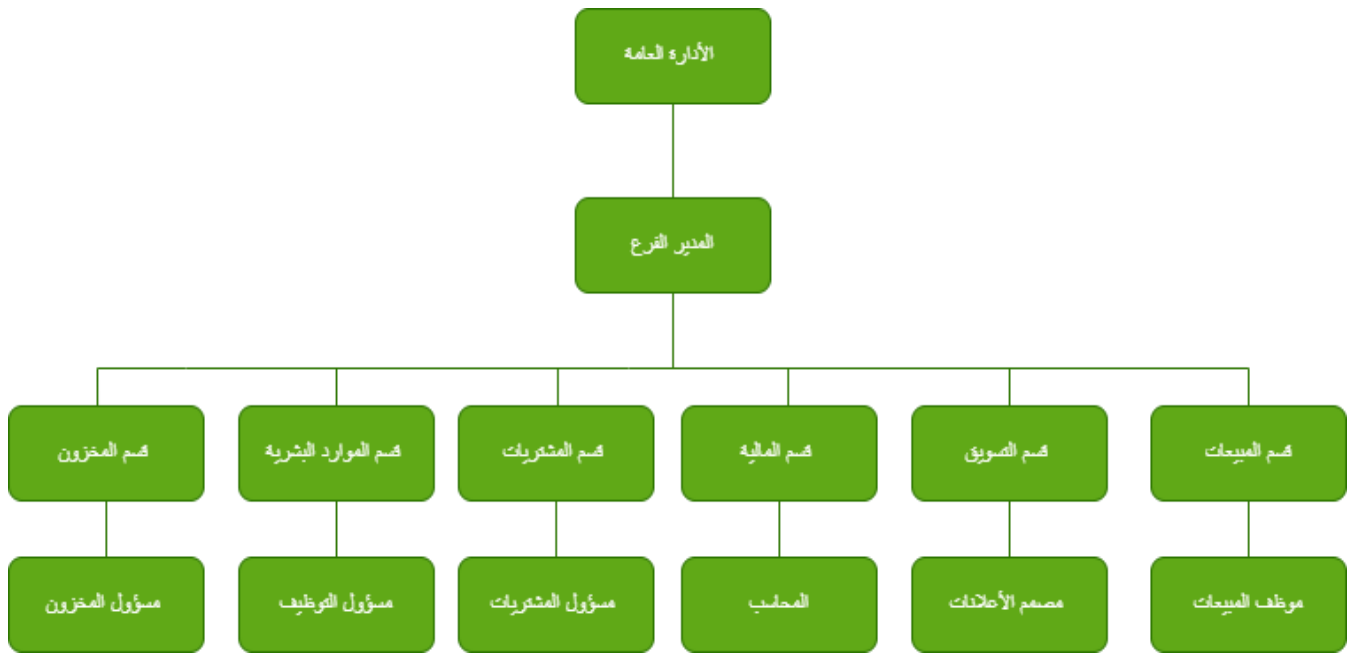 الأدارة العامة
المدير الفرع
قسم المبيعات
قسم التسويق
قسم المالية
قسم المشتريات
قسم الموارد البشرية
قسم المخزون
موظف المبيعات
مصمم الأعلانات
المحاسب
مسؤول المشتريات
مسؤول التوظيف
مسؤول المخزون